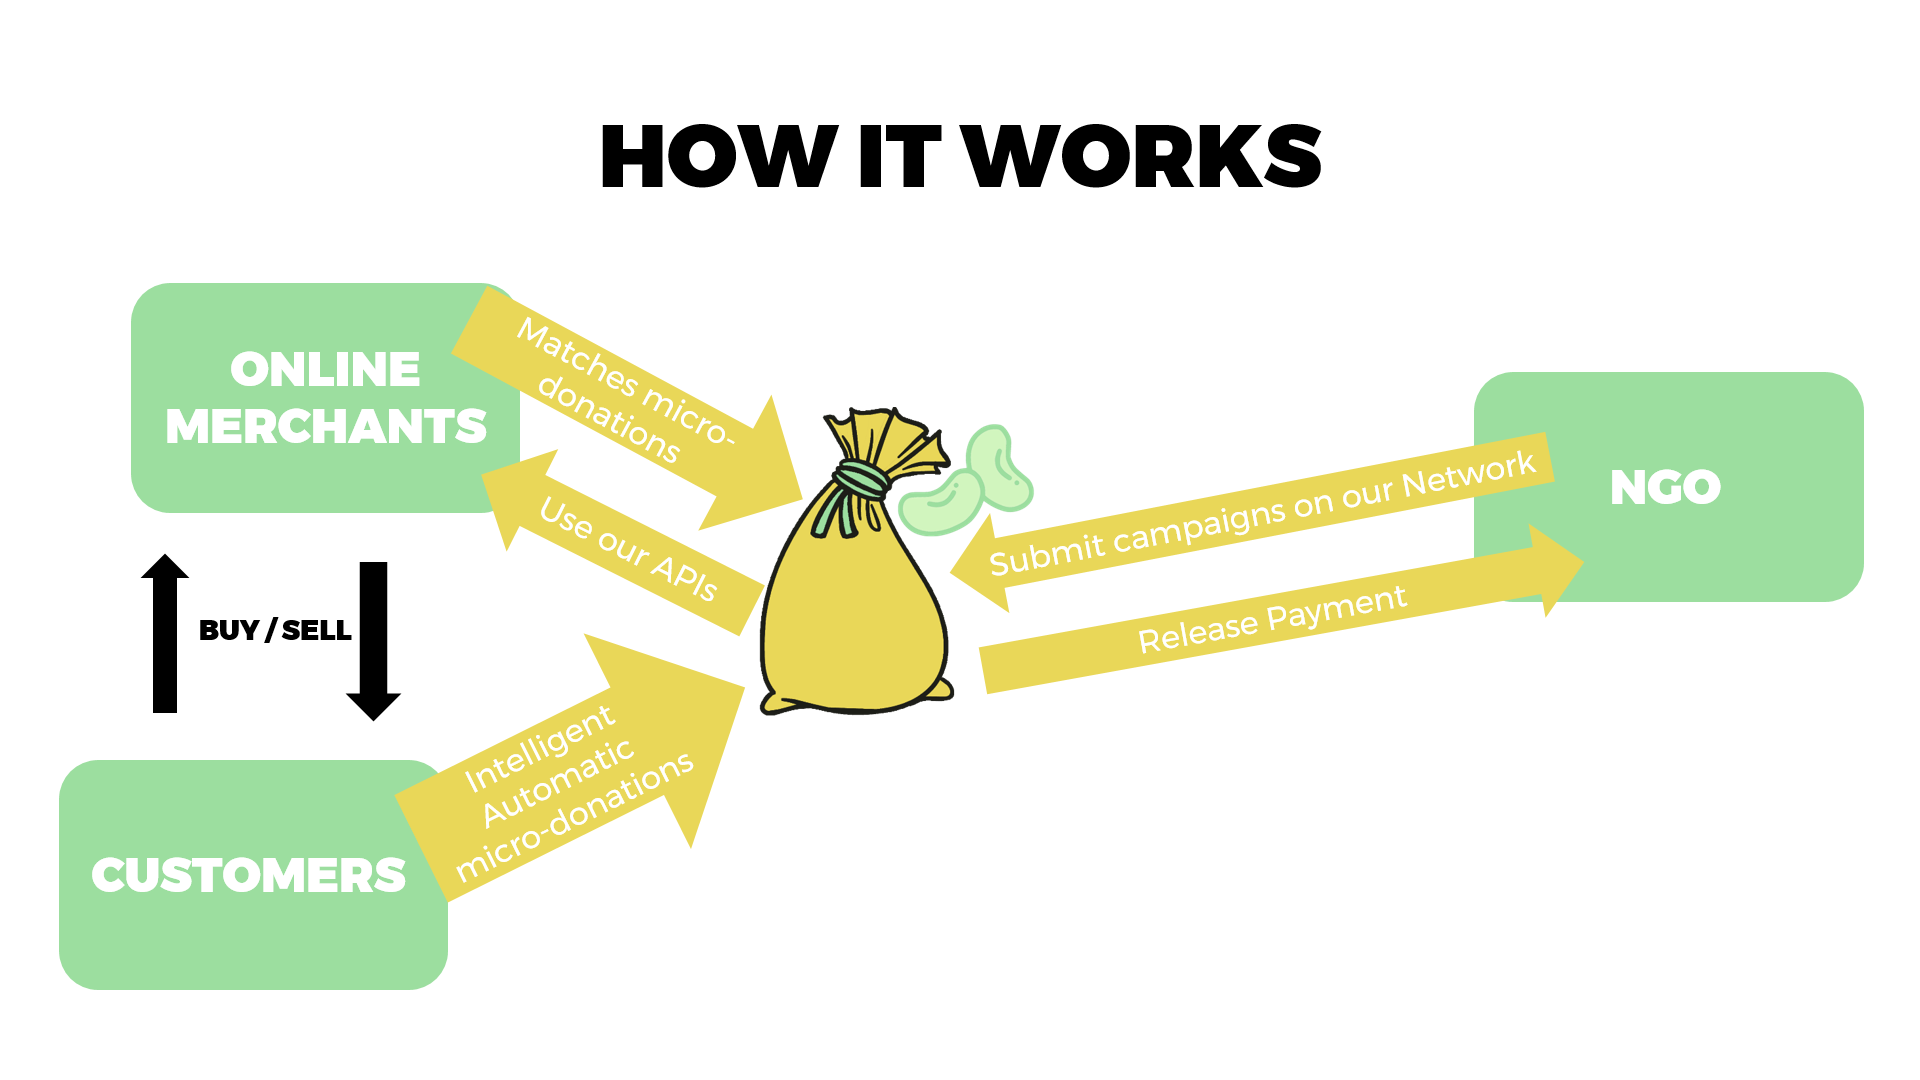 HOW IT WORKS
ONLINE
MERCHANTS
Matches micro-
donations
Use our APIs
Submit campaigns on our Network
NGO
Release Payment
BUY / SELL
Intelligent
Automatic
micro-donations
CUSTOMERS